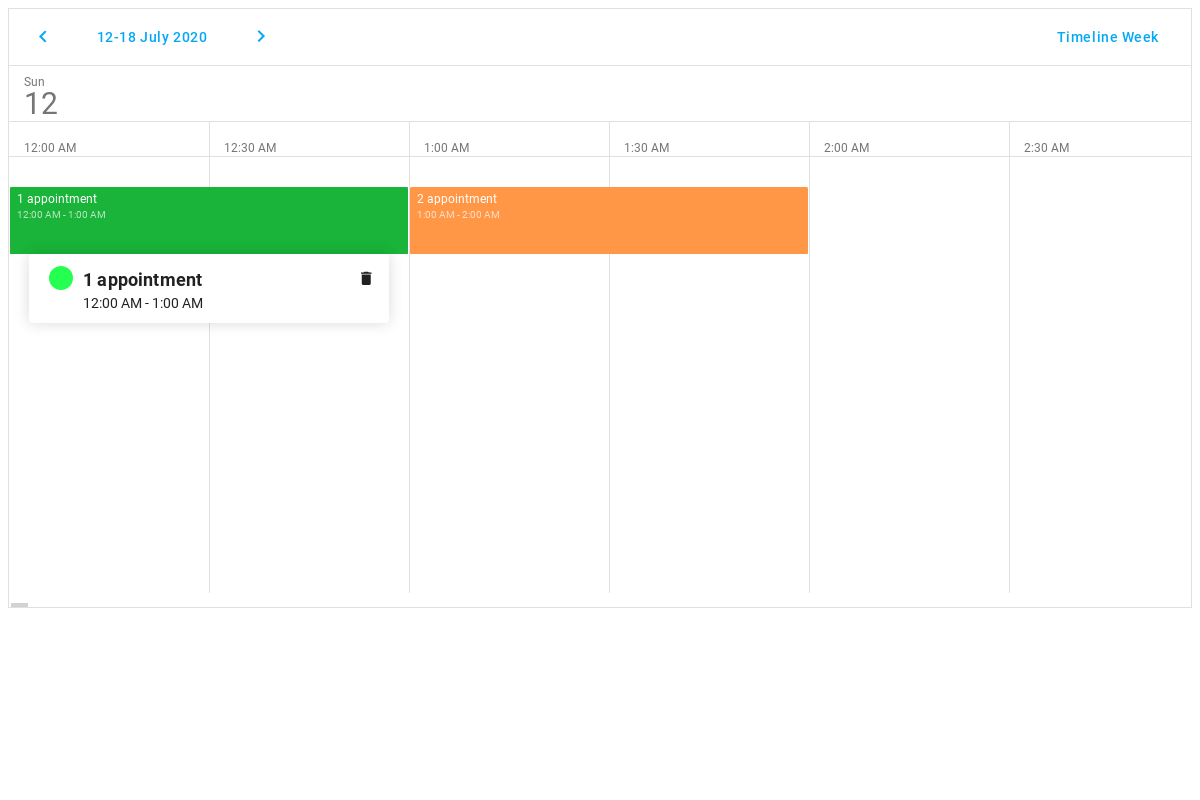 12-18 July 2020
Timeline Week
Sun
12
12:00 AM
12:30 AM
1:00 AM
1:30 AM
2:00 AM
2:30 AM
1 appointment
12:00 AM - 1:00 AM
2 appointment
1:00 AM - 2:00 AM
1 appointment
12:00 AM - 1:00 AM